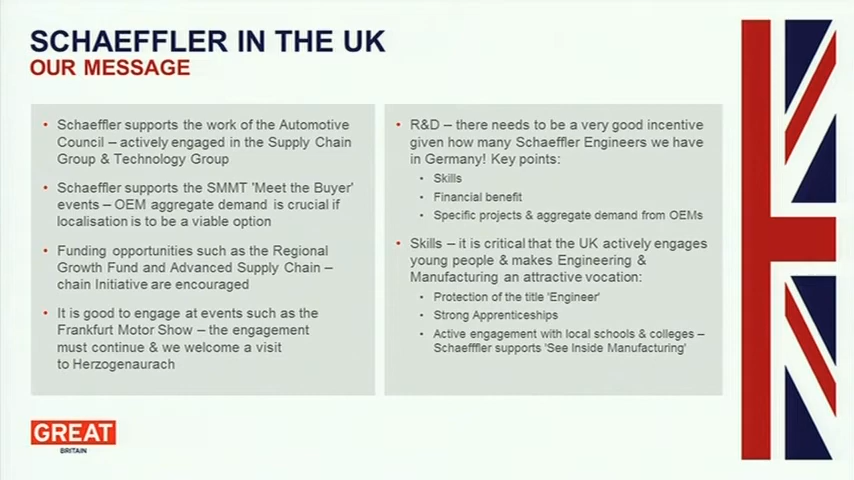 SCHAEFFLER IN THE UK
OUR MESSAGE
• Schaeffler supports the work of the Automotive
Council – actively engaged in the Supply Chain
Group & Technology Group
• Schaeffler supports the SMMT 'Meet the Buyer'
events – OEM aggregate demand is crucial if
localisation is to be a viable option
• Funding opportunities such as the Regional
Growth Fund and Advanced Supply Chain –
chain Initiative are encouraged
• It is good to engage at events such as the
Frankfurt Motor Show – the engagement
must continue & we welcome a visit
to Herzogenaurach
• R&D – there needs to be a very good incentive
given how many Schaeffler Engineers we have
in Germany! Key points:
• Skills
• Financial benefit
• Specific projects & aggregate demand from OEMs
• Skills – it is critical that the UK actively engages
young people & makes Engineering &
Manufacturing an attractive vocation:
• Protection of the title 'Engineer'
• Strong Apprenticeships
• Active engagement with local schools & colleges –
Schaefffler supports 'See Inside Manufacturing'
GREAT
BRITAIN